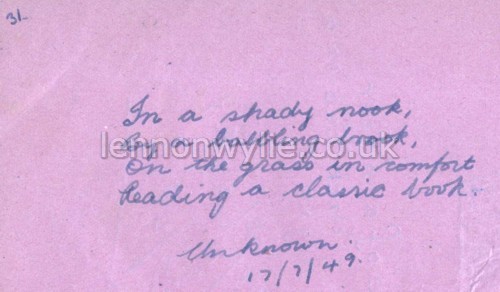 31.
In a shady nook,
By a babbling brook,
On the grass in comfort
Reading a classic book.
Unknown.
17/7/49.
lennonwylie.co.uk